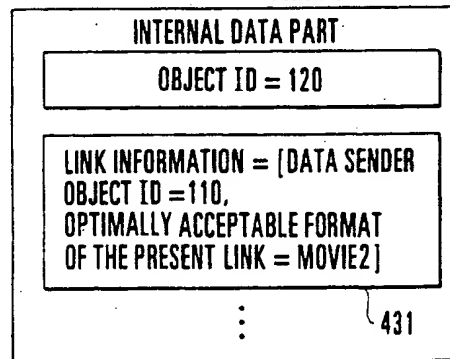 INTERNAL DATA PART
OBJECT ID = 120
LINK INFORMATION = [DATA SENDER
OBJECT ID =110,
OPTIMALLY ACCEPTABLE FORMAT
OF THE PRESENT LINK = MOVIE2]
431